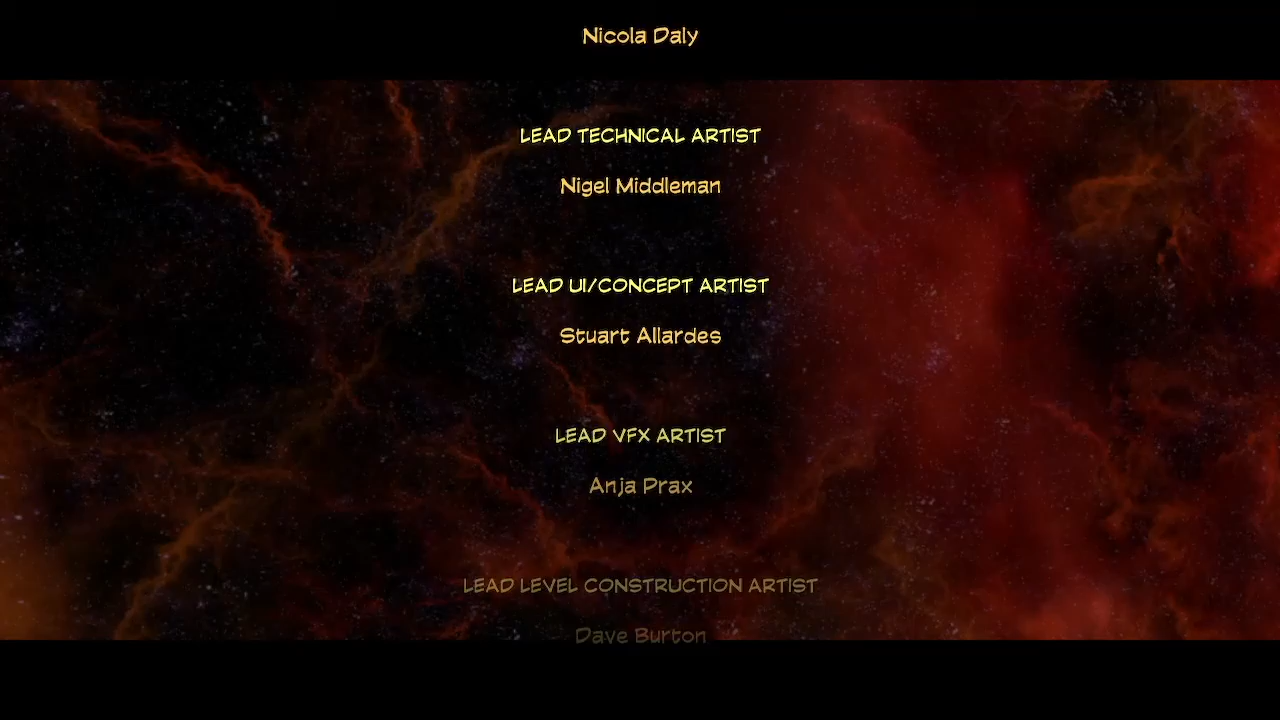 Nicola Daly
LEAD TECHNICAL ARTIST
Nigel Middleman
LEAD UI/CONCEPT ARTIST
Stuart Allardes
LEAD VFX ARTIST
Anja Prax
LEAD LEVEL CONSTRUCTION ARTIST
Dave Burton